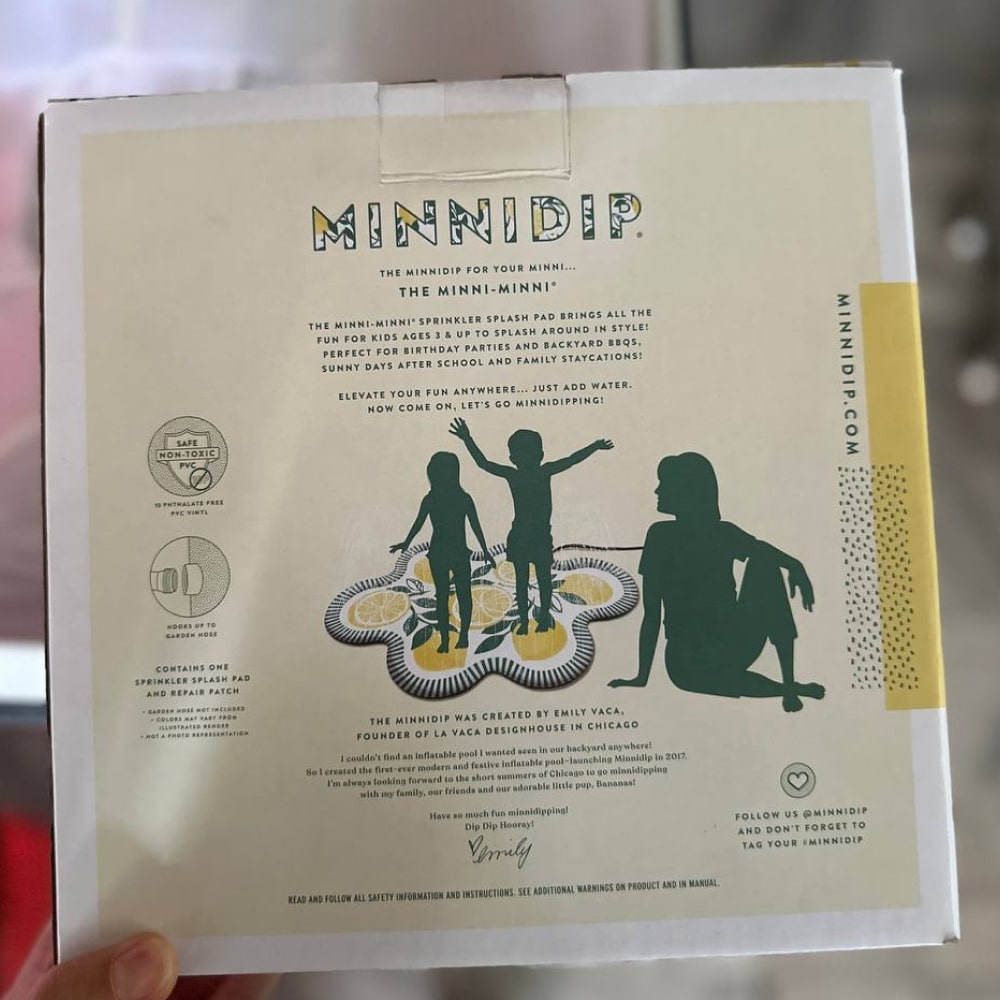 MINNIDIP®
THE MINNIDIP FOR YOUR MINNI...
THE MINNI-MINNI®
THE MINNI-MINNI® SPRINKLER SPLASH PAD BRINGS ALL THE
FUN FOR KIDS AGES 3 & UP TO SPLASH AROUND IN STYLE!
PERFECT FOR BIRTHDAY PARTIES AND BACKYARD BBQS,
SUNNY DAYS AFTER SCHOOL AND FAMILY STAYCATIONS!
ELEVATE YOUR FUN ANYWHERE... JUST ADD WATER.
NOW COME ON, LET'S GO MINNIDIPPING!
MINNIDIP.COM
SAFE
NON-TOXIC
PVC
10 PHTHALATE FREE
PVC VINYL
HOOKS UP TO
GARDEN HOSE
CONTAINS ONE
SPRINKLER SPLASH PAD
AND REPAIR PATCH
• GARDEN HOSE NOT INCLUDED
• COLORS MAY VARY FROM
ILLUSTRATED RENDER
• NOT A PHOTO REPRESENTATION
THE MINNIDIP WAS CREATED BY EMILY VACA,
FOUNDER OF LA VACA DESIGNHOUSE IN CHICAGO
I couldn't find an inflatable pool I wanted seen in our backyard anywhere!
So I created the first-ever modern and festive inflatable pool–launching Minnidip in 2017.
I'm always looking forward to the short summers of Chicago to go minnidipping
with my family, our friends and our adorable little pup, Bananas!
Have so much fun minnidipping!
Dip Dip Hooray!
emily
FOLLOW US @MINNIDIP
AND DON'T FORGET TO
TAG YOUR #MINNIDIP
READ AND FOLLOW ALL SAFETY INFORMATION AND INSTRUCTIONS. SEE ADDITIONAL WARNINGS ON PRODUCT AND IN MANUAL.